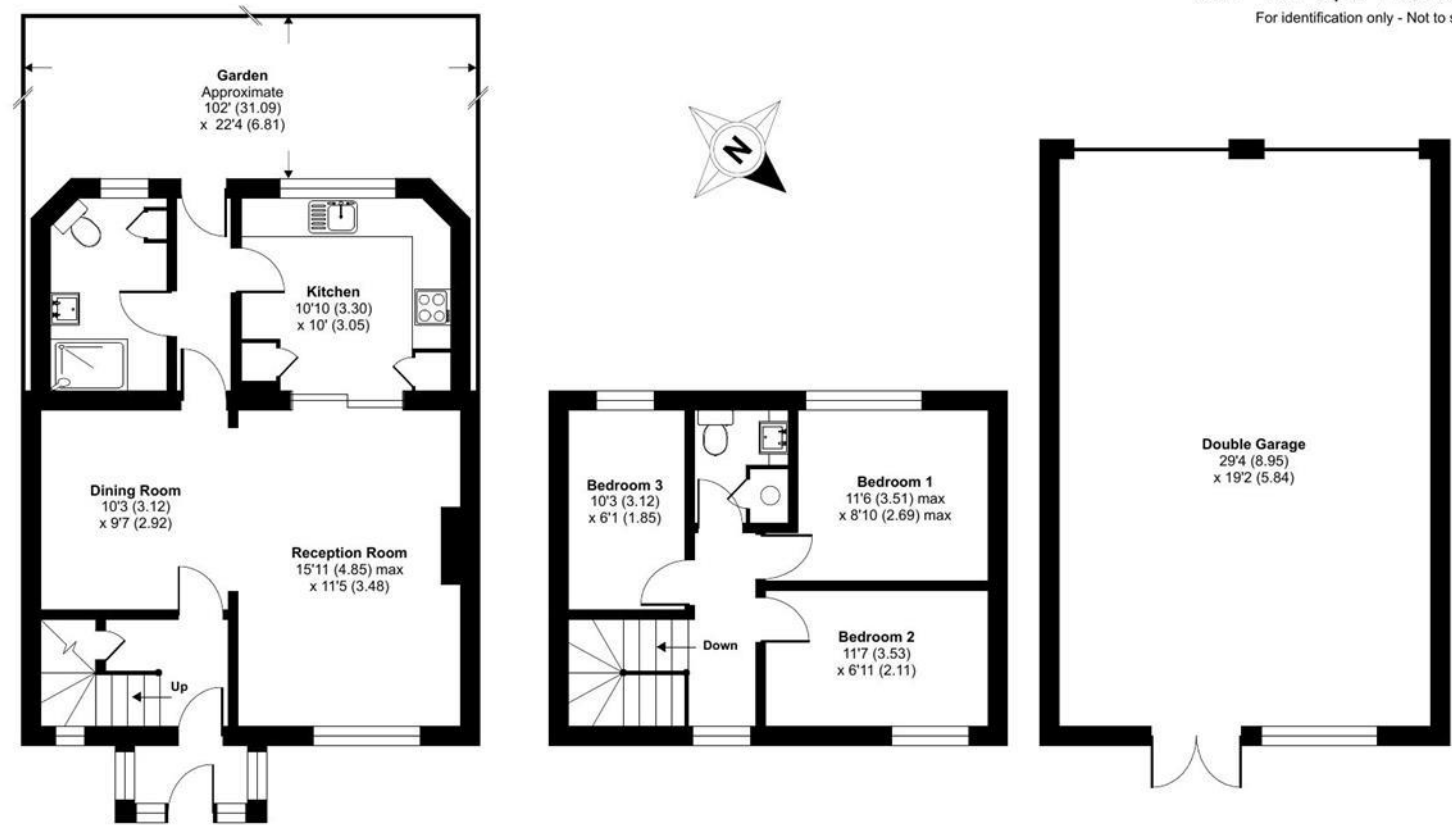 For identification only - Not to s
Garden
Approximate
102' (31.09)
x 22'4 (6.81)
N
Kitchen
10'10 (3.30)
x 10' (3.05)
Dining Room
10'3 (3.12)
x 9'7 (2.92)
Reception Room
15'11 (4.85) max
x 11'5 (3.48)
Up
Bedroom 3
10'3 (3.12)
x 6'1 (1.85)
Bedroom 1
11'6 (3.51) max
x 8'10 (2.69) max
Down
Bedroom 2
11'7 (3.53)
x 6'11 (2.11)
Double Garage
29'4 (8.95)
x 19'2 (5.84)